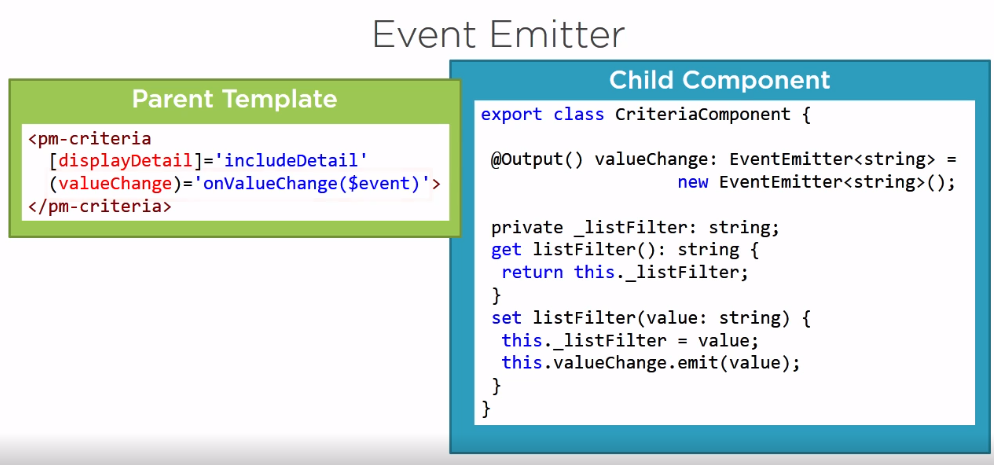 Event Emitter
Parent Template
<pm-criteria
[displayDetail]='includeDetail'
(valueChange)='onValueChange($event)'>
</pm-criteria>
Child Component
export class CriteriaComponent {
@Output() valueChange: EventEmitter<string> =
new EventEmitter<string>();
private _listFilter: string;
get listFilter(): string {
return this._listFilter;
}
set listFilter(value: string) {
this._listFilter = value;
this.valueChange.emit(value);
}
}